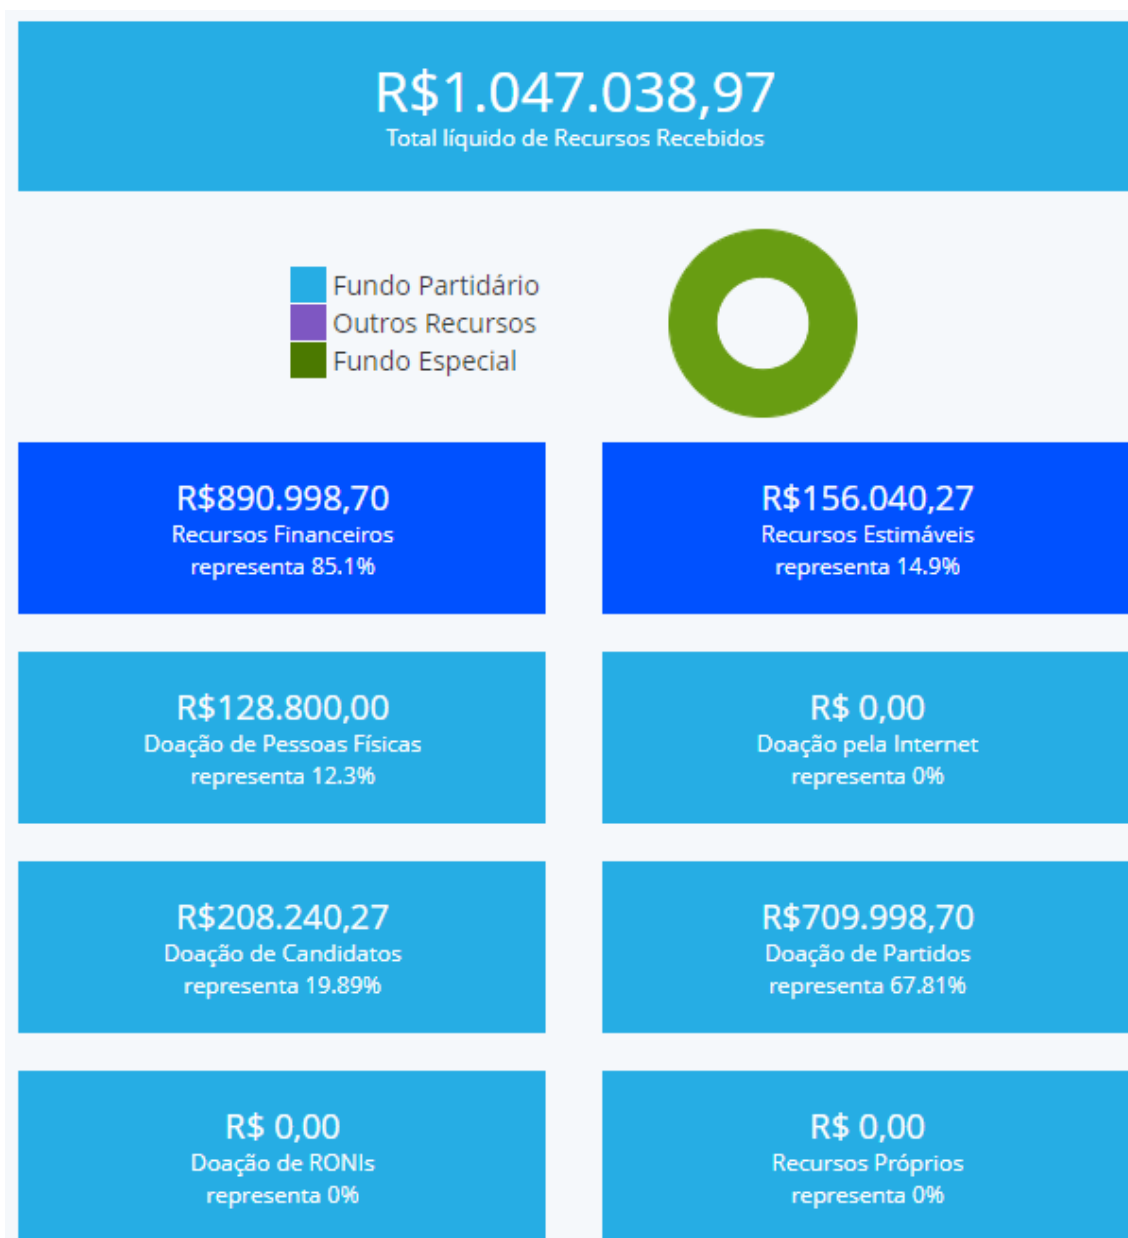 R$1.047.038,97
Total líquido de Recursos Recebidos
Fundo Partidário
Outros Recursos
Fundo Especial
R$890.998,70
Recursos Financeiros
representa 85.1%
R$156.040,27
Recursos Estimáveis
representa 14.9%
R$128.800,00
Doação de Pessoas Físicas
representa 12.3%
R$ 0,00
Doação pela Internet
representa 0%
R$208.240,27
Doação de Candidatos
representa 19.89%
R$709.998,70
Doação de Partidos
representa 67.81%
R$ 0,00
Doação de RONIs
representa 0%
R$ 0,00
Recursos Próprios
representa 0%